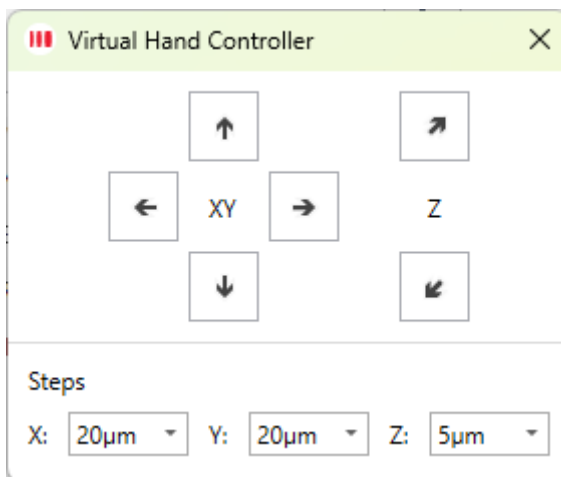 Virtual Hand Controller
XY
Z
Steps
X: 20µm Y: 20µm Z: 5µm